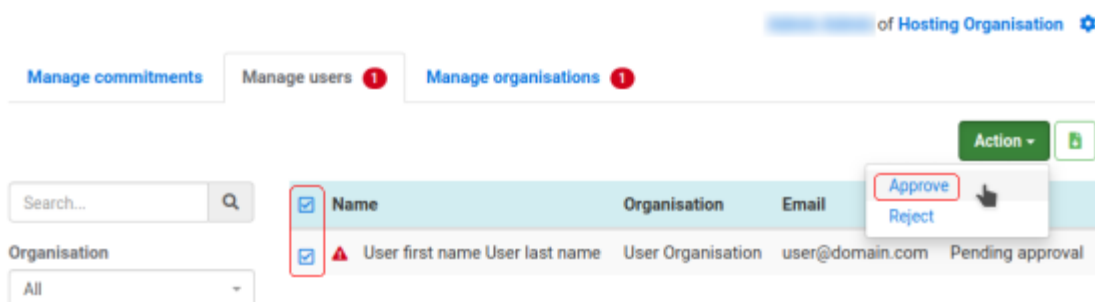 of Hosting Organisation
Manage commitments Manage users 1 Manage organisations 1
Action
Approve
Reject
Search...
Name Organisation Email
Organisation
User first name User last name User Organisation user@domain.com Pending approval
All